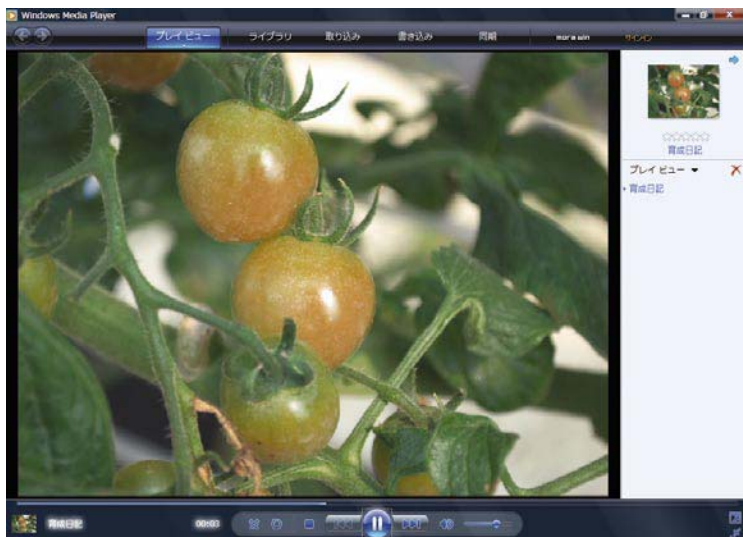 Windows Media Player
プレイ ビュー
ライブラリ
取り込み
書き込み
同期
mora win
サインイン
育成日記
プレイ ビュー
育成日記
育成日記
00:03